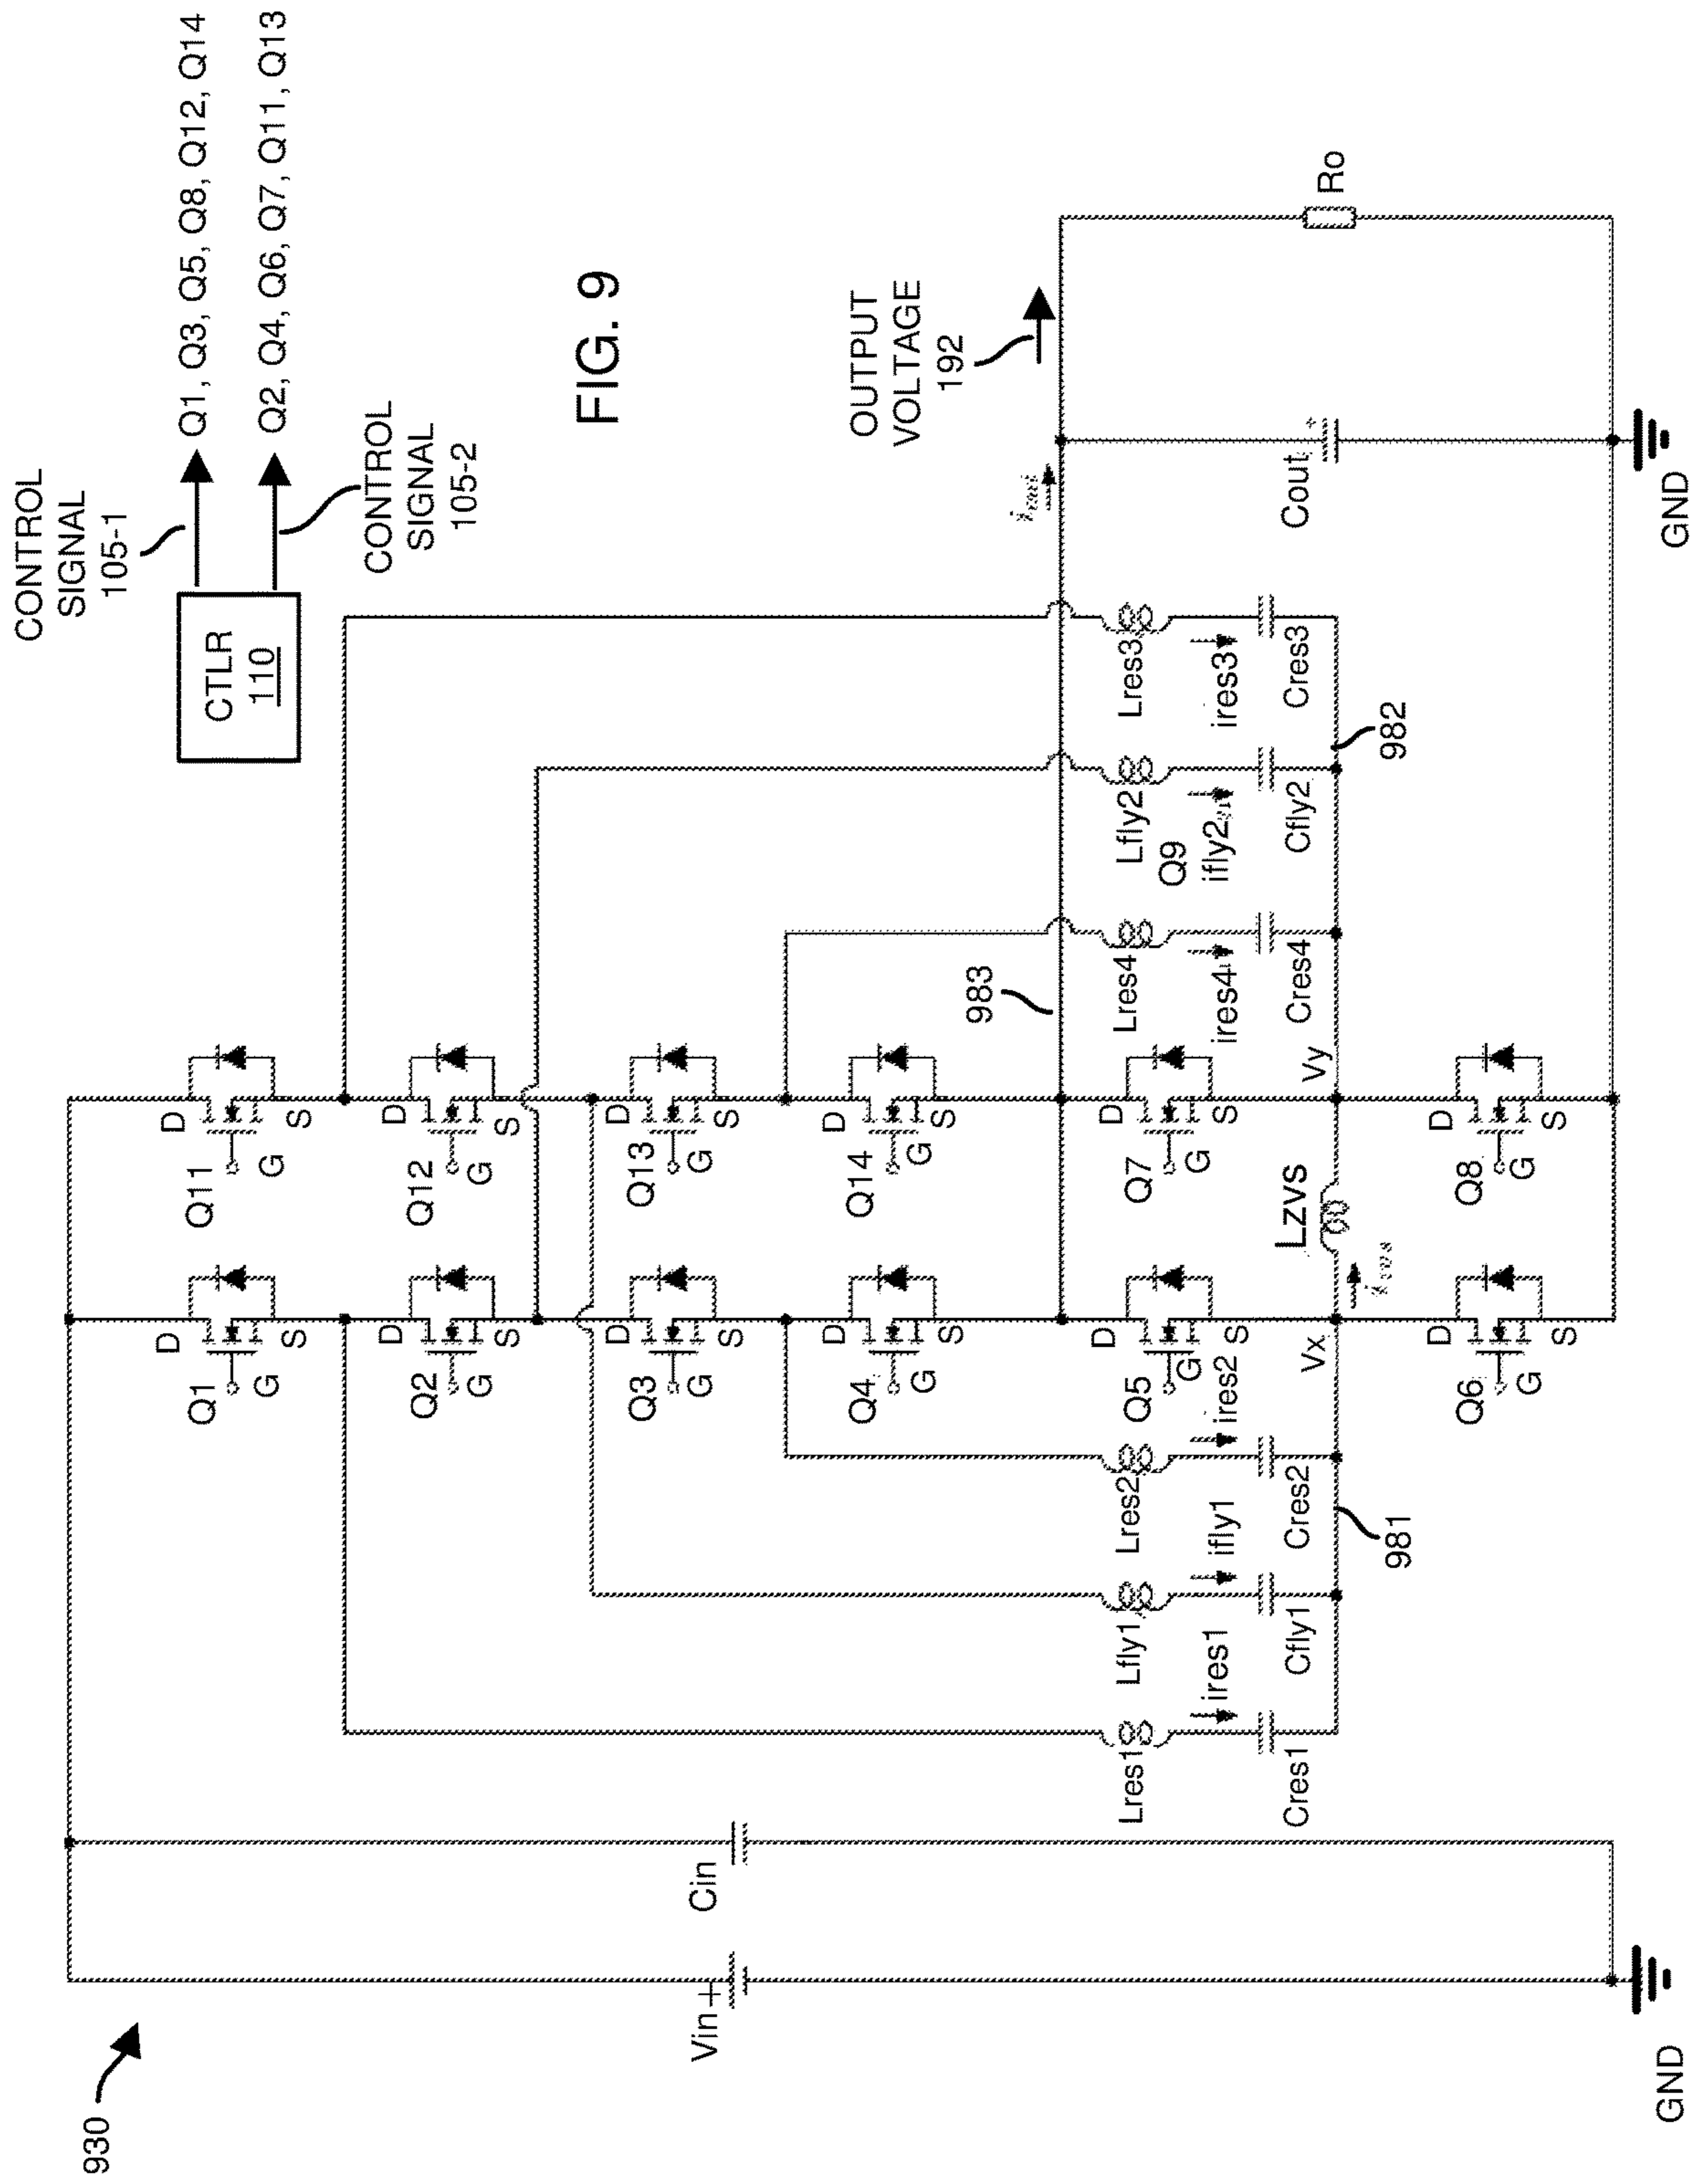 930
CONTROL
SIGNAL
105-1
CTLR
110
Q1, Q3, Q5, Q8, Q12, Q14
Q2, Q4, Q6, Q7, Q11, Q13
CONTROL
SIGNAL
105-2
FIG. 9
Vin
+
Cin
GND
Q1
D
G
S
Q11
D
G
S
Q2
D
G
S
Q12
D
G
S
Q3
D
G
S
Q13
D
G
S
Q4
D
G
S
Q14
D
G
S
983
OUTPUT
VOLTAGE
192
Lres1
ires1
Cres1
Lfly1
ifly1
Cfly1
Lres2
ires2
Cres2
981
Q5
D
G
S
Vx
Q7
D
G
S
Vy
LZVS
Q6
D
G
S
Q8
D
G
S
Lres4
ires4
Cres4
Lfly2
Q9
ifly2
Cfly2
Lres3
ires3
Cres3
982
Cout
+
Ro
GND